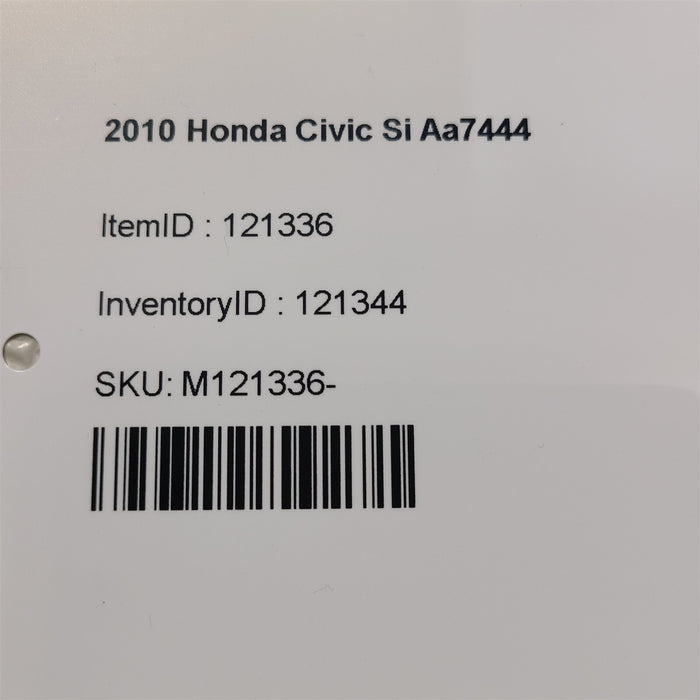 2010 Honda Civic Si Aa7444
ItemID : 121336
InventoryID : 121344
SKU: M121336-